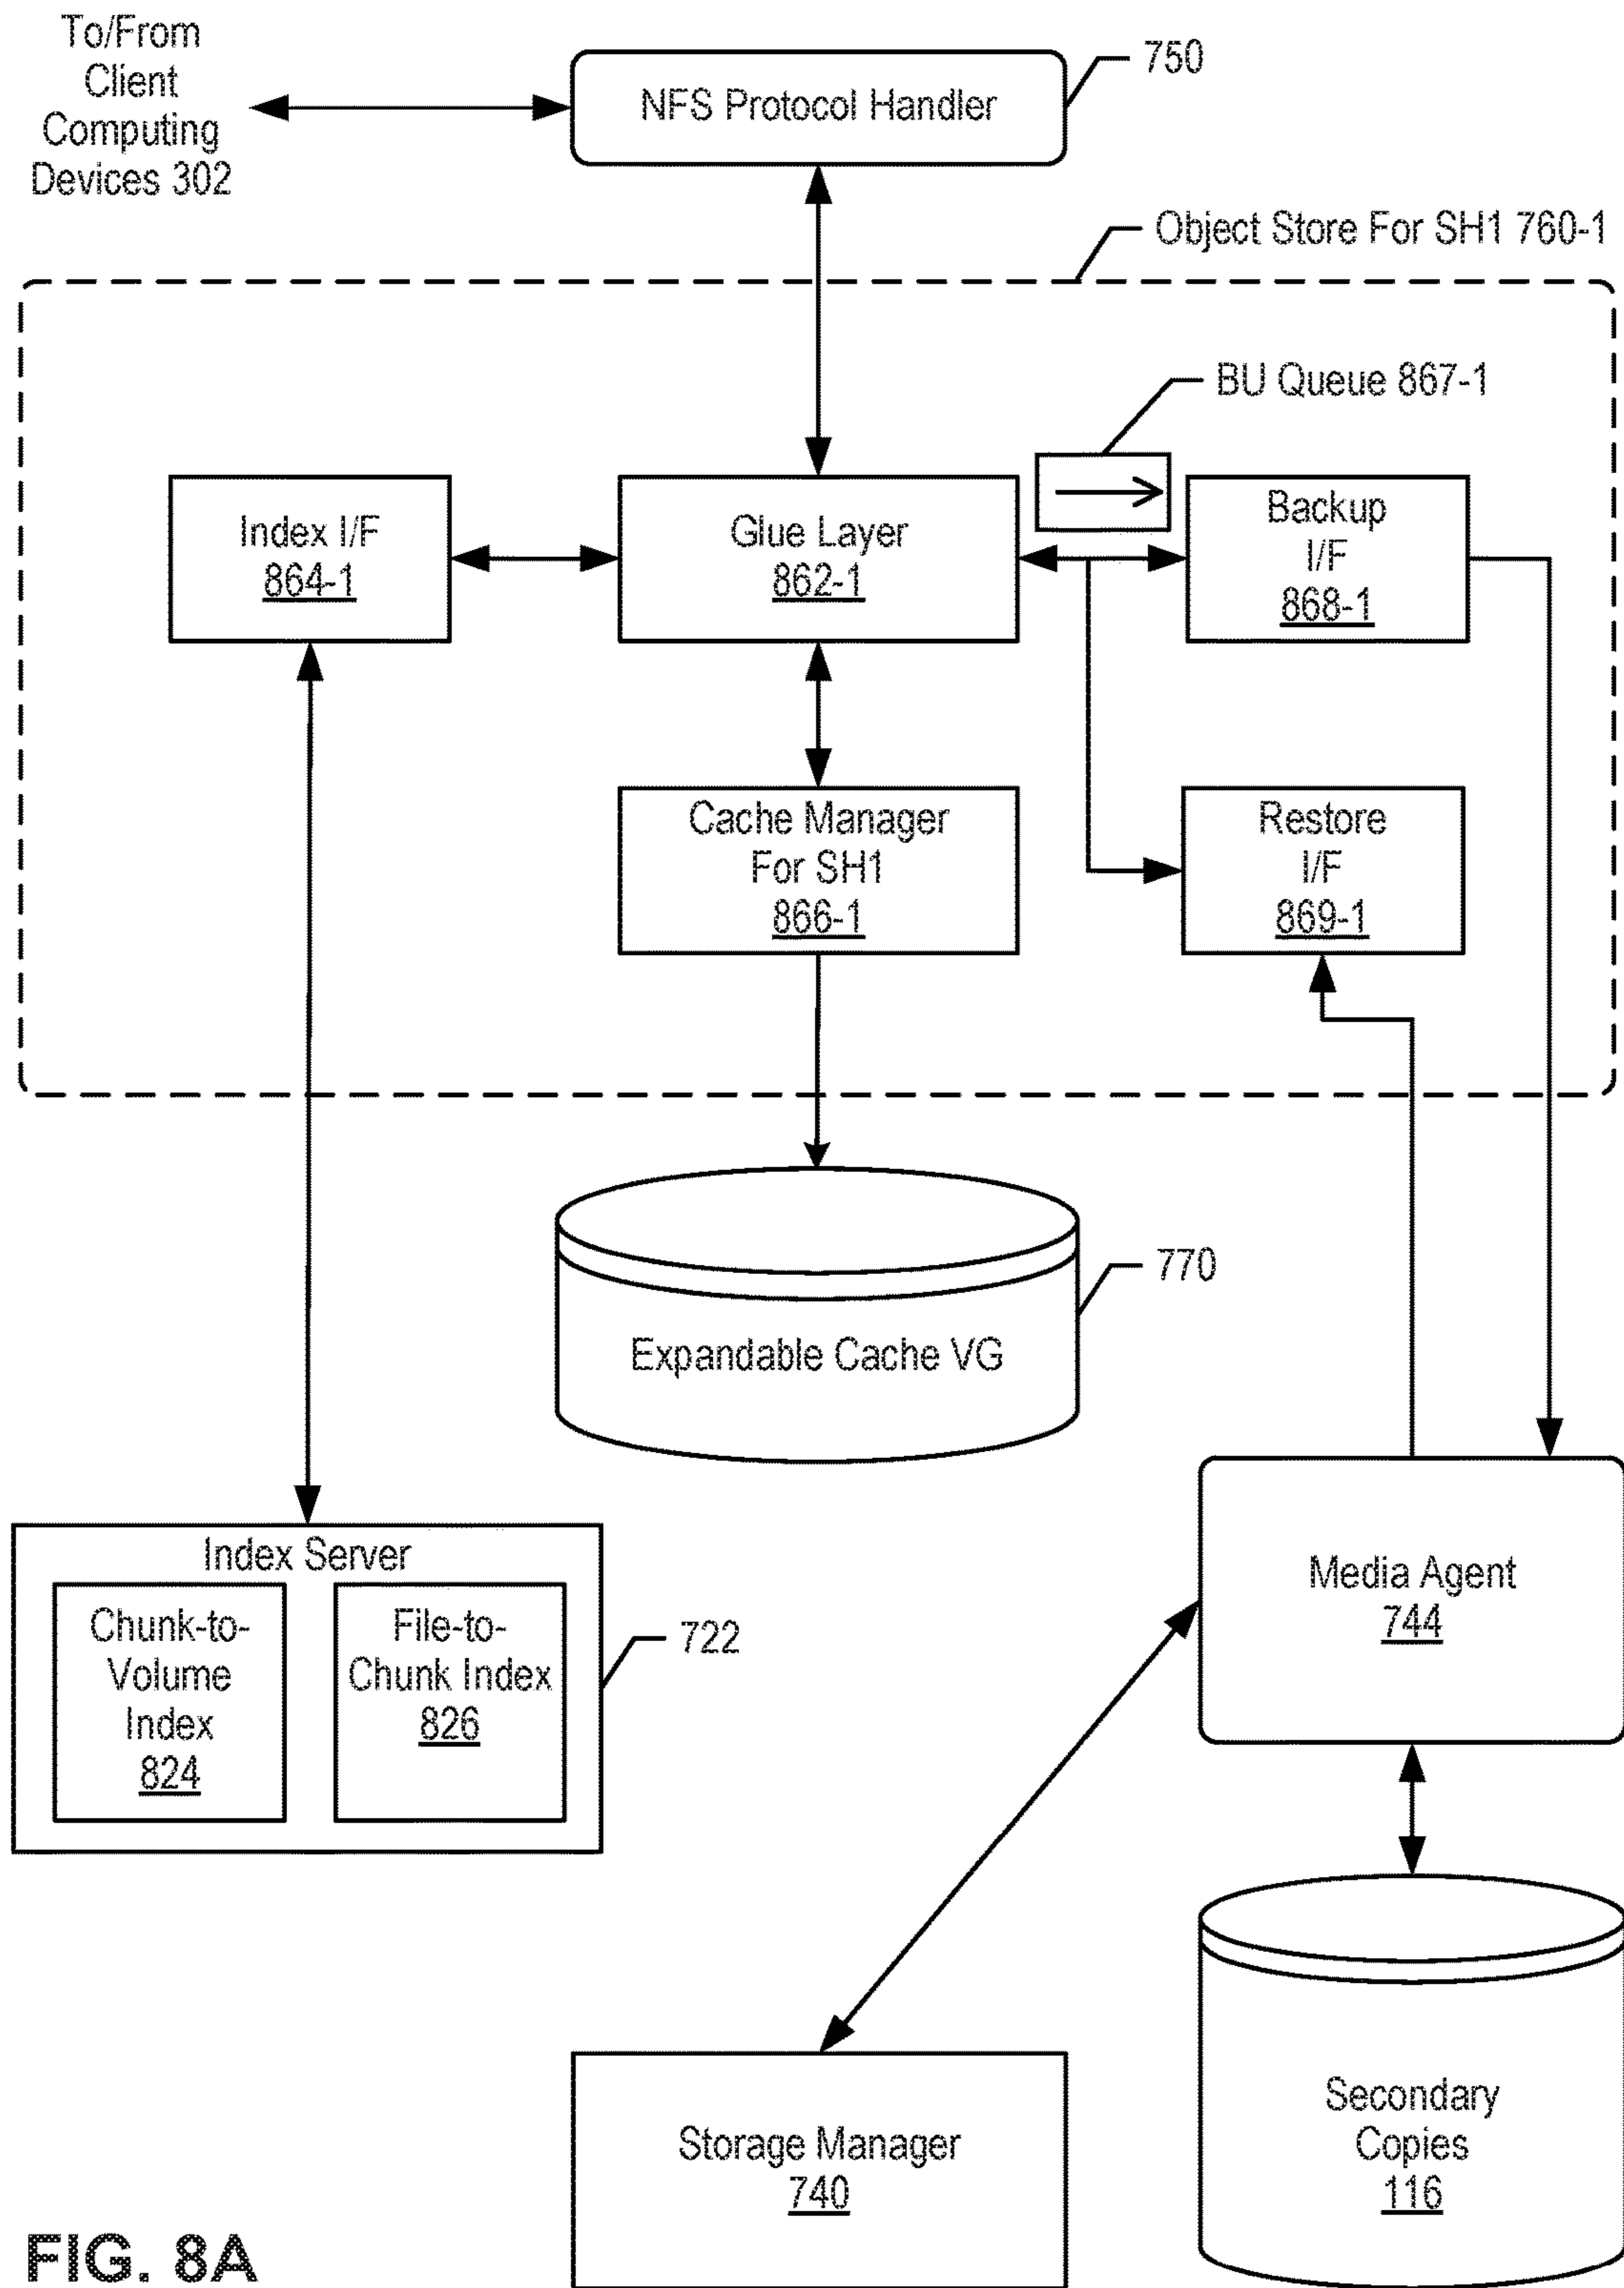 To/From
Client
Computing
Devices 302
NFS Protocol Handler
750
Object Store For SH1 760-1
BU Queue 867-1
Index I/F
864-1
Glue Layer
862-1
Backup
I/F
868-1
Cache Manager
For SH1
866-1
Restore
I/F
869-1
770
Expandable Cache VG
Index Server
Chunk-to-
Volume
Index
824
File-to-
Chunk Index
826
722
Media Agent
744
Storage Manager
740
Secondary
Copies
116
FIG. 8A